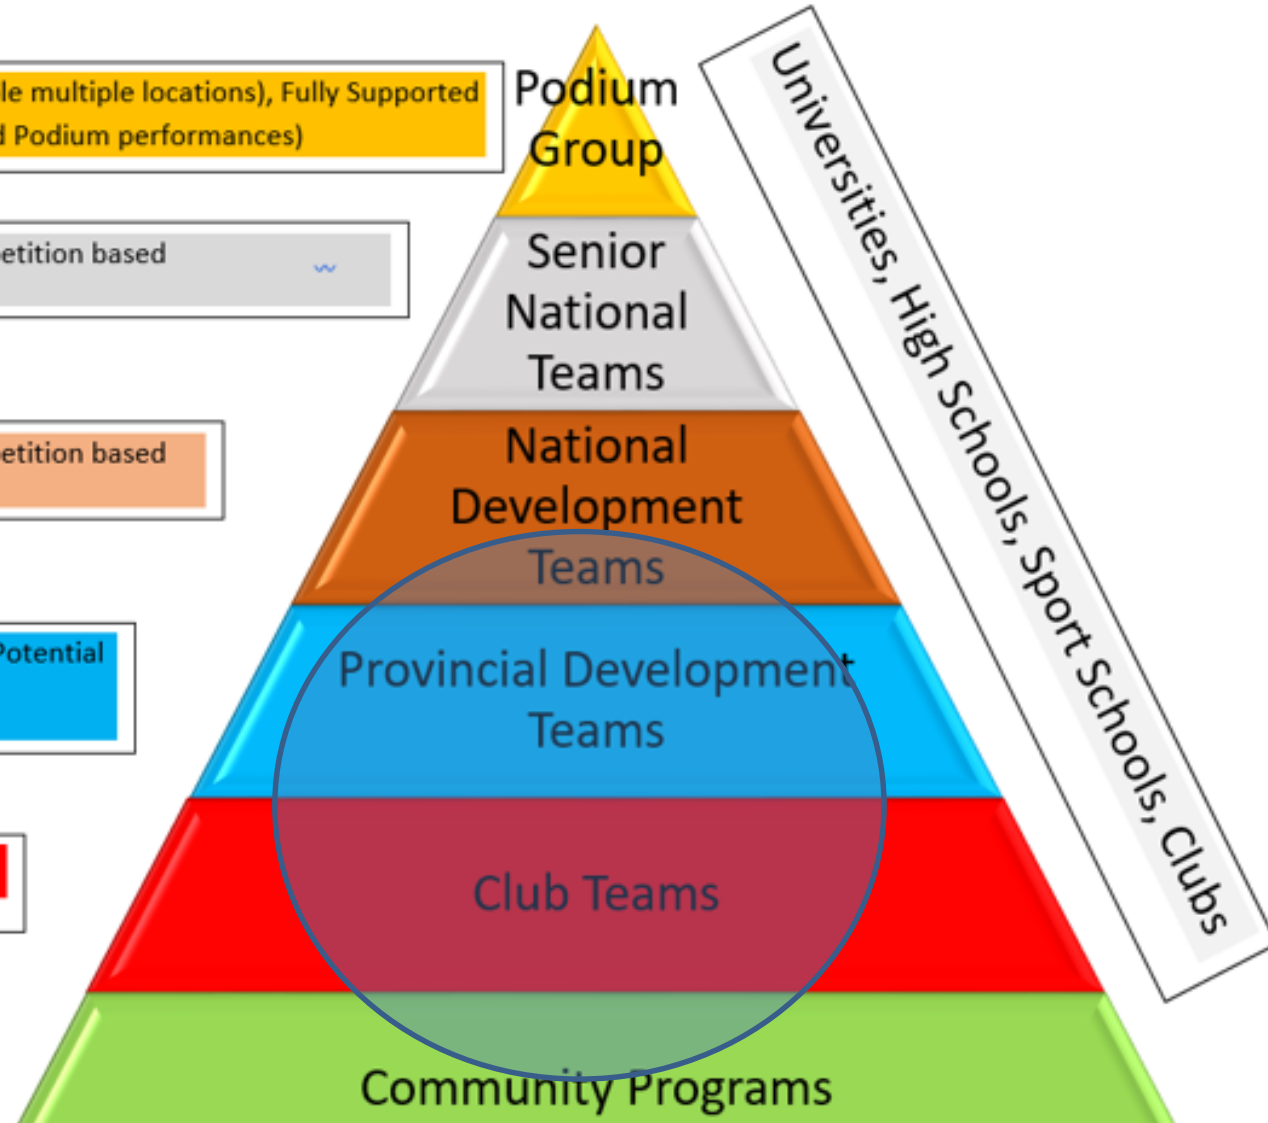 le multiple locations), Fully Supported
Podium performances)
Podium
Group
etition based
Senior
National
Teams
etition based
National
Development
Teams
Potential
Provincial Development
Teams
Club Teams
Community Programs
Universities, High Schools, Sport Schools, Clubs